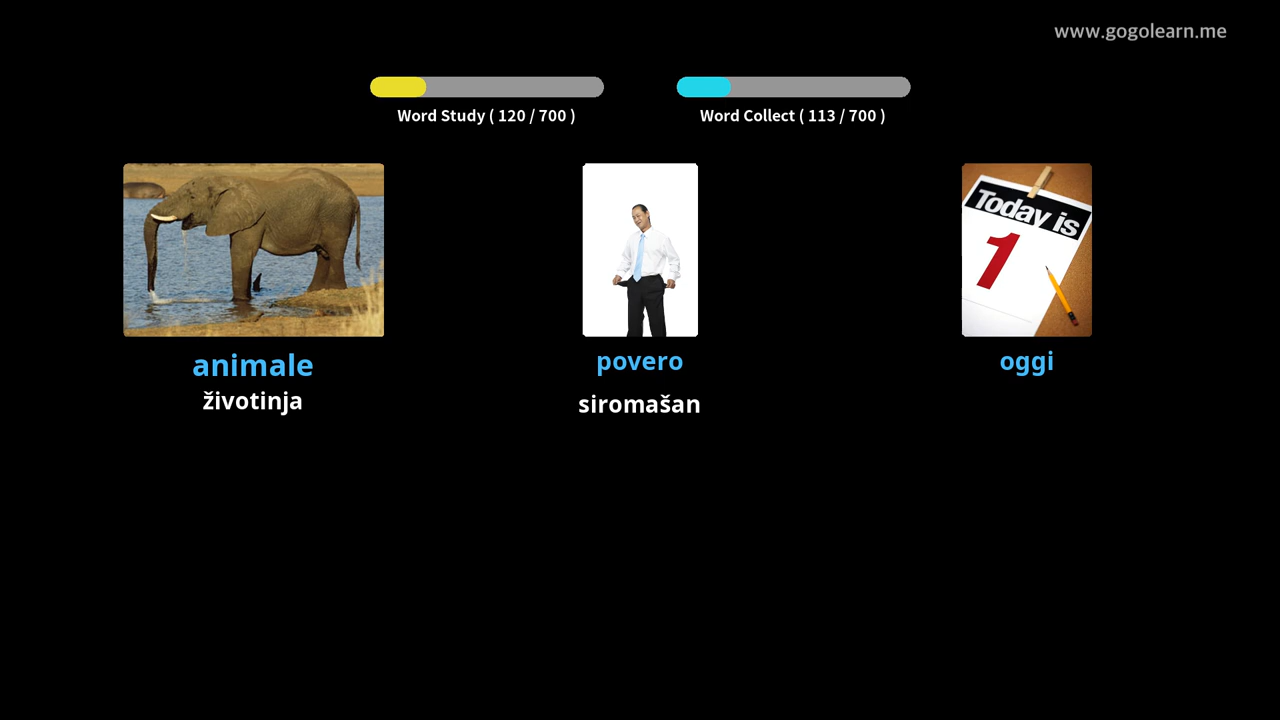 www.gogolearn.me
Word Study ( 120 / 700 )
Word Collect ( 113 / 700 )
Today is
1
animale
životinja
povero
siromašan
oggi